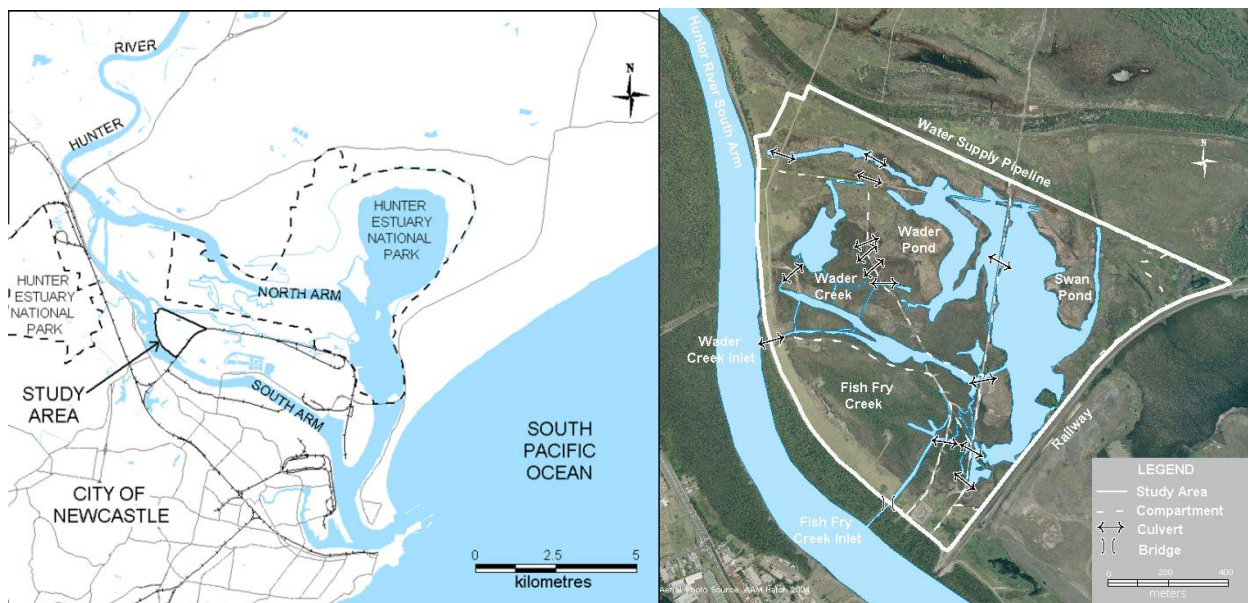 RIVER
HUNTER
N
HUNTER
ESTUARY
NATIONAL
PARK
HUNTER
ESTUARY
NATIONAL
PARK
NORTH ARM
STUDY
AREA
SOUTH ARM
SOUTH
PACIFIC
OCEAN
CITY OF
NEWCASTLE
0 2.5 5
kilometres
Hunter River South Arm
Water Supply Pipeline
N
Wader
Pond
Swan
Pond
Wader
Creek
Wader
Creek Inlet
Fish Fry
Creek
Railway
Fish Fry
Creek Inlet
LEGEND
Study Area
Compartment
Culvert
Bridge
0 200 400
meters
Aerial Photo Source: AAM Hatch 2004